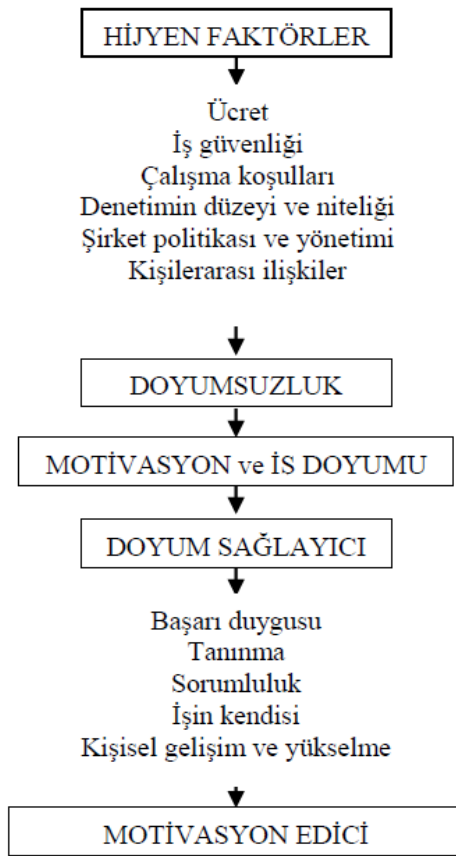 HİJYEN FAKTÖRLER
Ücret
İş güvenliği
Çalışma koşulları
Denetimin düzeyi ve niteliği
Şirket politikası ve yönetimi
Kişilerarası ilişkiler
DOYUMSUZLUK
MOTİVASYON ve İS DOYUMU
DOYUM SAĞLAYICI
Başarı duygusu
Tanınma
Sorumluluk
İşin kendisi
Kişisel gelişim ve yükselme
MOTİVASYON EDİCİ